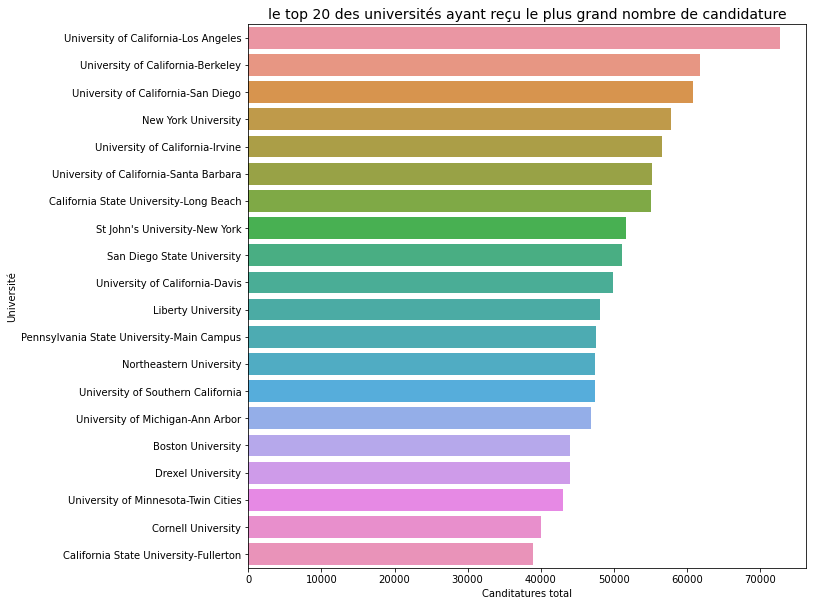 le top 20 des universités ayant reçu le plus grand nombre de candidature
Université
University of California-Los Angeles
University of California-Berkeley
University of California-San Diego
New York University
University of California-Irvine
University of California-Santa Barbara
California State University-Long Beach
St John's University-New York
San Diego State University
University of California-Davis
Liberty University
Pennsylvania State University-Main Campus
Northeastern University
University of Southern California
University of Michigan-Ann Arbor
Boston University
Drexel University
University of Minnesota-Twin Cities
Cornell University
California State University-Fullerton
0 10000 20000 30000 40000 50000 60000 70000
Canditatures total